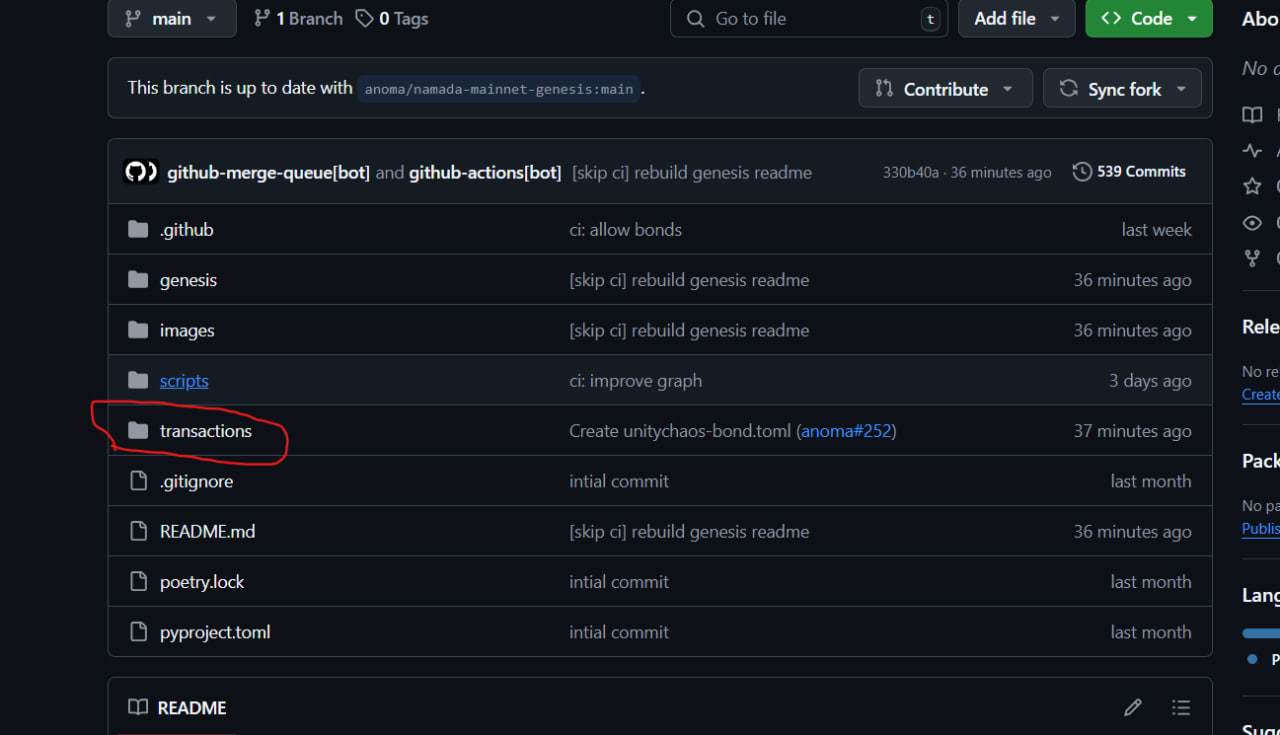 main 1 Branch 0 Tags Go to file t Add file Code
This branch is up to date with anoma/namada-mainnet-genesis:main .
Contribute Sync fork
github-merge-queue[bot] and github-actions[bot] [skip ci] rebuild genesis readme 330b40a · 36 minutes ago 539 Commits
.github ci: allow bonds last week
genesis [skip ci] rebuild genesis readme 36 minutes ago
images [skip ci] rebuild genesis readme 36 minutes ago
scripts ci: improve graph 3 days ago
transactions Create unitychaos-bond.toml (anoma#252) 37 minutes ago
.gitignore intial commit last month
README.md [skip ci] rebuild genesis readme 36 minutes ago
poetry.lock intial commit last month
pyproject.toml intial commit last month
README
Abo
No
Rele
No re
Create
Pack
No pa
Publis
Lang
P